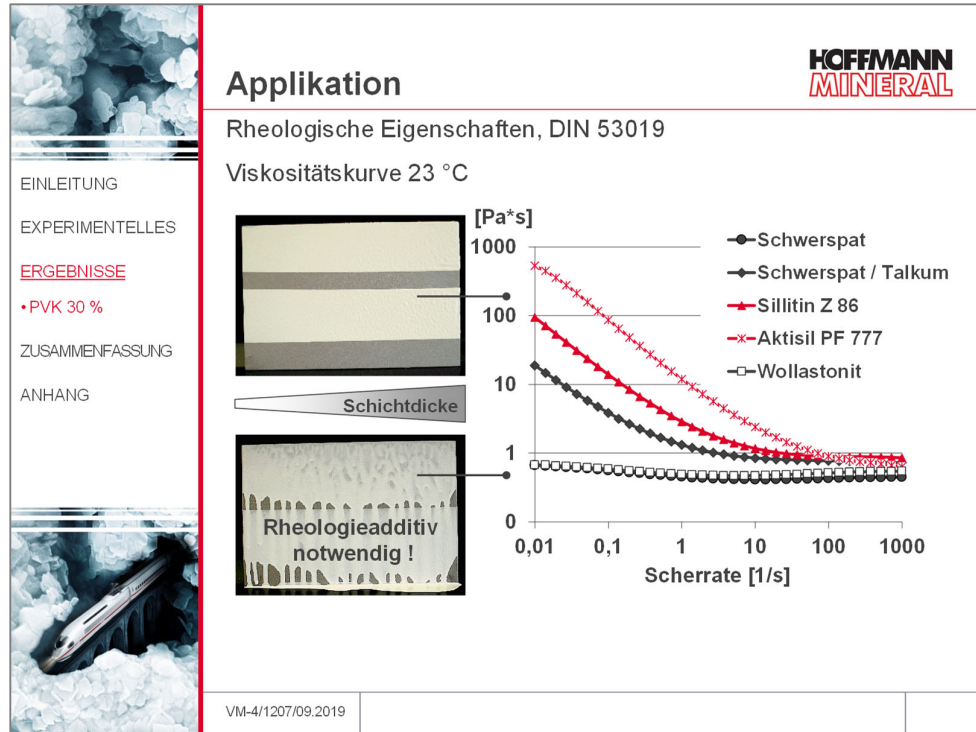 HOFFMANN
MINERAL
Applikation
Rheologische Eigenschaften, DIN 53019
Viskositätskurve 23 °C
EINLEITUNG
EXPERIMENTELLES
ERGEBNISSE
• PVK 30 %
ZUSAMMENFASSUNG
ANHANG
Schichtdicke
Rheologieadditiv
notwendig !
[Pa*s]
1000
100
10
1
0
0,01 0,1 1 10 100 1000
Scherrate [1/s]
Schwerspat
Schwerspat / Talkum
Sillitin Z 86
Aktisil PF 777
Wollastonit
VM-4/1207/09.2019